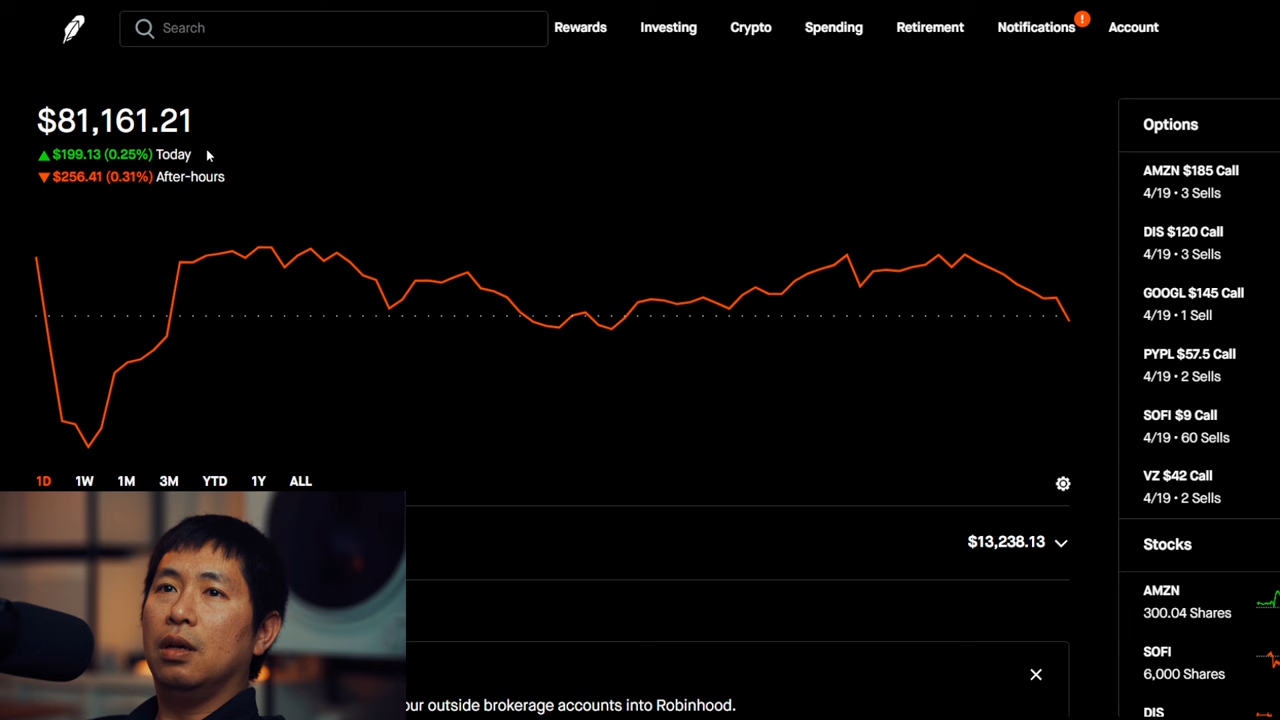 Search
Rewards
Investing
Crypto
Spending
Retirement
Notifications
!
Account
$81,161.21
▲$199.13 (0.25%) Today
▼$256.41 (0.31%) After-hours
1D 1W 1M 3M YTD 1Y ALL
$13,238.13
our outside brokerage accounts into Robinhood.
Options
AMZN $185 Call
4/19 • 3 Sells
DIS $120 Call
4/19 • 3 Sells
GOOGL $145 Call
4/19 • 1 Sell
PYPL $57.5 Call
4/19 • 2 Sells
SOFI $9 Call
4/19 • 60 Sells
VZ $42 Call
4/19 • 2 Sells
Stocks
AMZN
300.04 Shares
SOFI
6,000 Shares
DIS